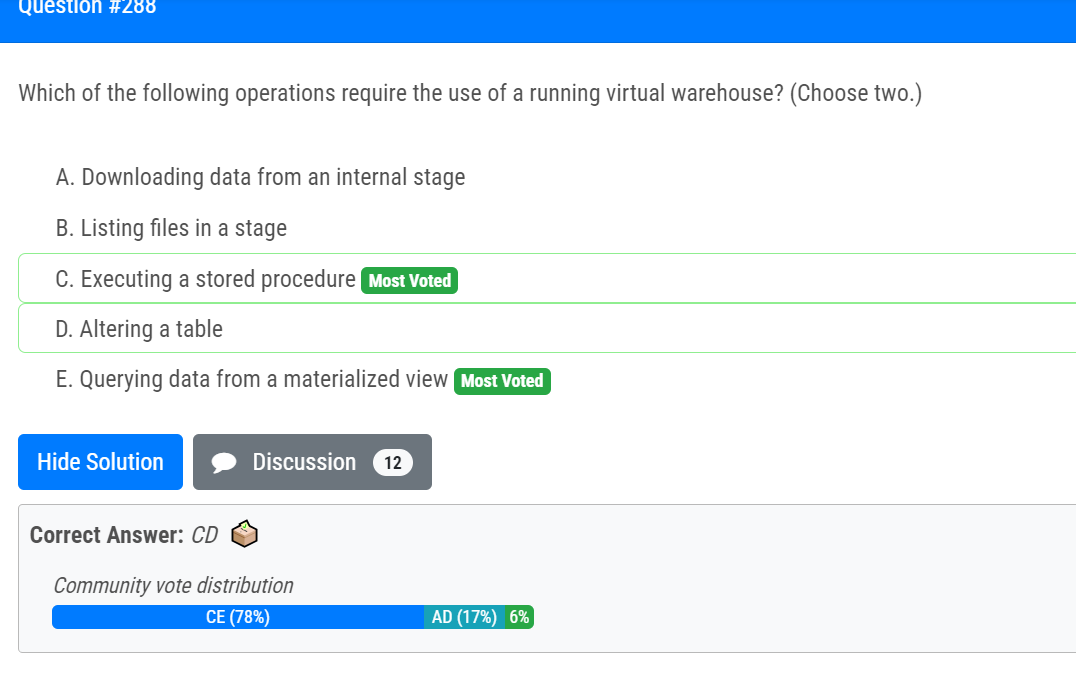 Question #288
Which of the following operations require the use of a running virtual warehouse? (Choose two.)
A. Downloading data from an internal stage
B. Listing files in a stage
C. Executing a stored procedure Most Voted
D. Altering a table
E. Querying data from a materialized view Most Voted
Hide Solution Discussion 12
Correct Answer: CD
Community vote distribution
CE (78%) AD (17%) 6%